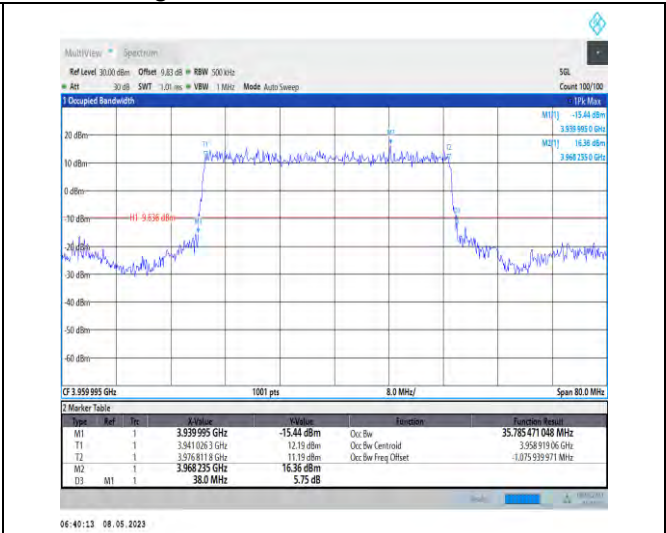 MultiView Spectrum
Ref Level 30.00 dBm Offset 9.83 dB RBW 500 kHz SGL
Att 30 dB SWT 1.01 ms VBW 1 MHz Mode Auto Sweep Count 100/100
1 Occupied Bandwidth 1Pk Max
M1[1] -15.44 dBm
3.939 995 0 GHz
M2[1] 16.36 dBm
3.968 235 0 GHz
20 dBm
T1
M2
T2
10 dBm
0 dBm
-10 dBm
H1 -9.838 dBm
M1
D3
-20 dBm
-30 dBm
-40 dBm
-50 dBm
-60 dBm
CF 3.959 995 GHz 1001 pts 8.0 MHz/ Span 80.0 MHz
2 Marker Table
Type Ref Trc X-Value Y-Value Function Function Result
M1 1 3.939 995 GHz -15.44 dBm Occ Bw 35.785 471 048 MHz
T1 1 3.941 026 3 GHz 12.19 dBm Occ Bw Centroid 3.958 919 06 GHz
T2 1 3.976 811 8 GHz 11.19 dBm Occ Bw Freq Offset -1.075 939 971 MHz
M2 1 3.968 235 GHz 16.36 dBm
D3 M1 1 38.0 MHz 5.75 dB
06:40:13 08.05.2023